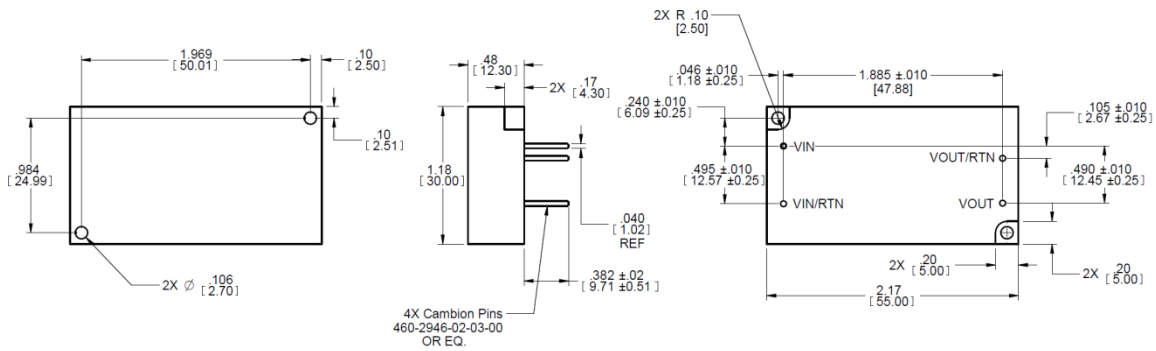 1.969
[ 50.01 ]
.10
[ 2.50 ]
.10
[ 2.51 ]
.984
[ 24.99 ]
2X Ø .106
[ 2.70 ]
.48
[ 12.30 ]
2X .17
[ 4.30 ]
1.18
[ 30.00 ]
.040
[ 1.02 ]
REF
.382 ±.02
[ 9.71 ±0.51 ]
4X Cambion Pins
460-2946-02-03-00
OR EQ.
2X R .10
[2.50]
.046 ±.010
[ 1.18 ±0.25 ]
1.885 ±.010
[47.88]
.240 ±.010
[ 6.09 ±0.25 ]
.105 ±.010
[ 2.67 ±0.25 ]
VIN
VOUT/RTN
.495 ±.010
[ 12.57 ±0.25 ]
.490 ±.010
[ 12.45 ±0.25 ]
VIN/RTN
VOUT
2X .20
[ 5.00 ]
2X .20
[ 5.00 ]
2.17
[ 55.00 ]